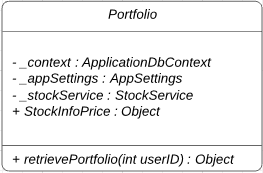 Portfolio
- _context : ApplicationDbContext
- _appSettings : AppSettings
- _stockService : StockService
+ StockInfoPrice : Object
+ retrievePortfolio(int userID) : Object